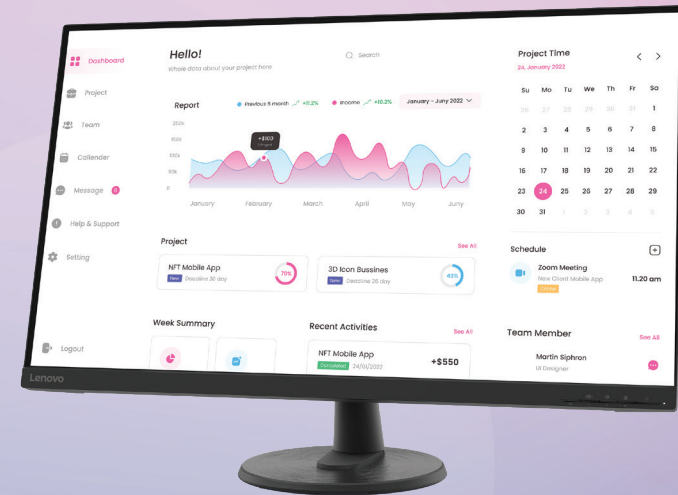 Dashboard
Project
Team
Callender
Message
Help & Support
Setting
Logout
Hello!
Whole data about your project here
Search
Report
Previous 6 month +11.2%
Income +10.2%
January - Juny 2022
+$100
January February March April May Juny
Project
See All
NFT Mobile App
New Deadline 30 day
70%
3D Icon Bussines
New Deadline 26 day
Week Summary
Recent Activities
See All
NFT Mobile App
24/01/2022
+$550
Project Time
24, January 2022
< >
Su Mo Tu We Th Fr Sa
26 27 28 29 30 31 1
2 3 4 5 6 7 8
9 10 11 12 13 14 15
16 17 18 19 20 21 22
23 24 25 26 27 28 29
30 31 1 2 3 4 5
Schedule
Zoom Meeting
New Client Mobile App
11.20 am
Team Member
See All
Martin Siphron
UI Designer
Lenovo